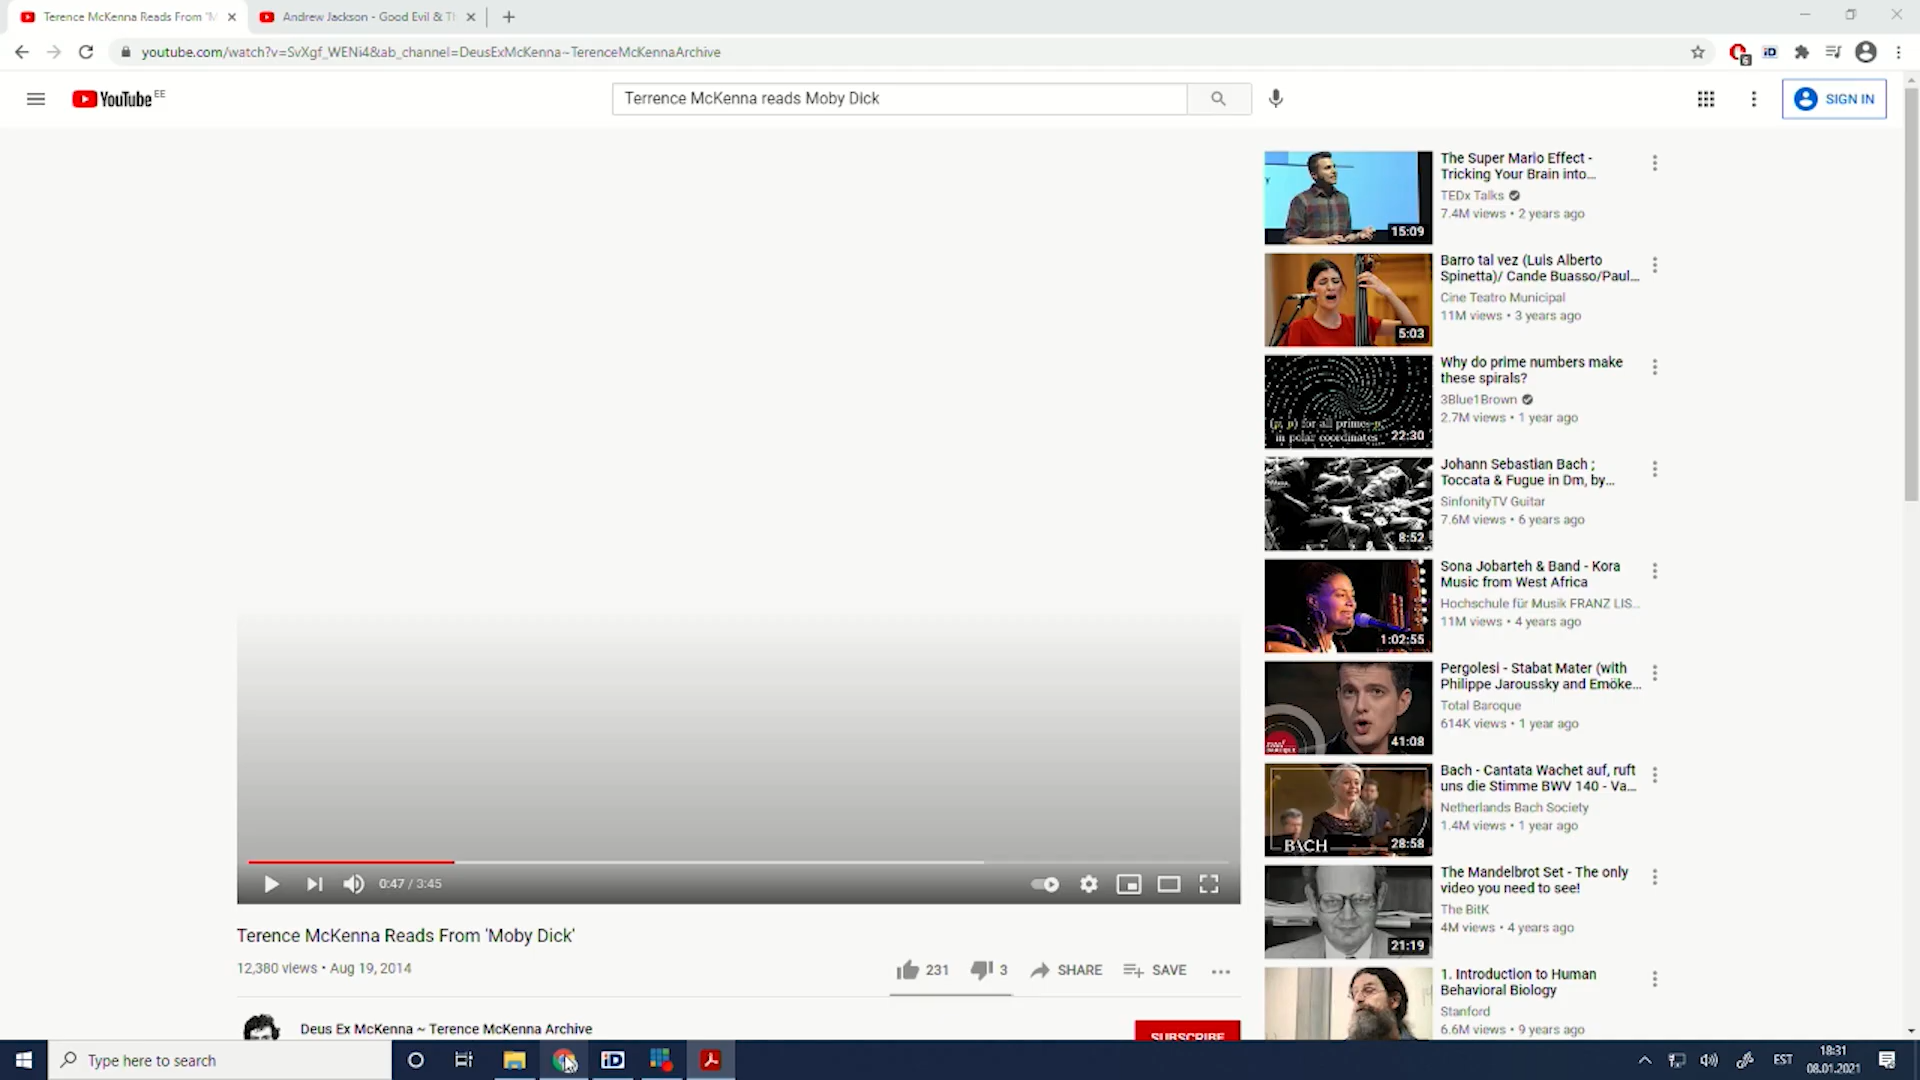 Terence McKenna Reads From 'M
Andrew Jackson - Good Evil & Th
youtube.com/watch?v=SvXgf_WENi4&ab_channel=DeusExMcKenna~TerenceMcKennaArchive
6
iD
YouTube EE
Terrence McKenna reads Moby Dick
SIGN IN
The Super Mario Effect -
Tricking Your Brain into...
TEDx Talks
7.4M views • 2 years ago
15:09
Barro tal vez (Luis Alberto
Spinetta)/ Cande Buasso/Paul...
Cine Teatro Municipal
11M views • 3 years ago
5:03
Why do prime numbers make
these spirals?
3Blue1Brown
2.7M views • 1 year ago
(p, p) for all primes p,
in polar coordinates
22:30
Johann Sebastian Bach ;
Toccata & Fugue in Dm, by...
SinfonityTV Guitar
7.6M views • 6 years ago
8:52
Sona Jobarteh & Band - Kora
Music from West Africa
Hochschule für Musik FRANZ LIS...
11M views • 4 years ago
1:02:55
Pergolesi - Stabat Mater (with
Philippe Jaroussky and Emöke...
Total Baroque
614K views • 1 year ago
41:08
Bach - Cantata Wachet auf, ruft
uns die Stimme BWV 140 - Va...
Netherlands Bach Society
1.4M views • 1 year ago
BACH
28:58
The Mandelbrot Set - The only
video you need to see!
The BitK
4M views • 4 years ago
21:19
1. Introduction to Human
Behavioral Biology
Stanford
6.6M views • 9 years ago
0:47 / 3:45
Terence McKenna Reads From 'Moby Dick'
12,380 views • Aug 19, 2014
231
3
SHARE
SAVE
Deus Ex McKenna ~ Terence McKenna Archive
SUBSCRIBE
Type here to search
iD
EST
18:31
08.01.2021